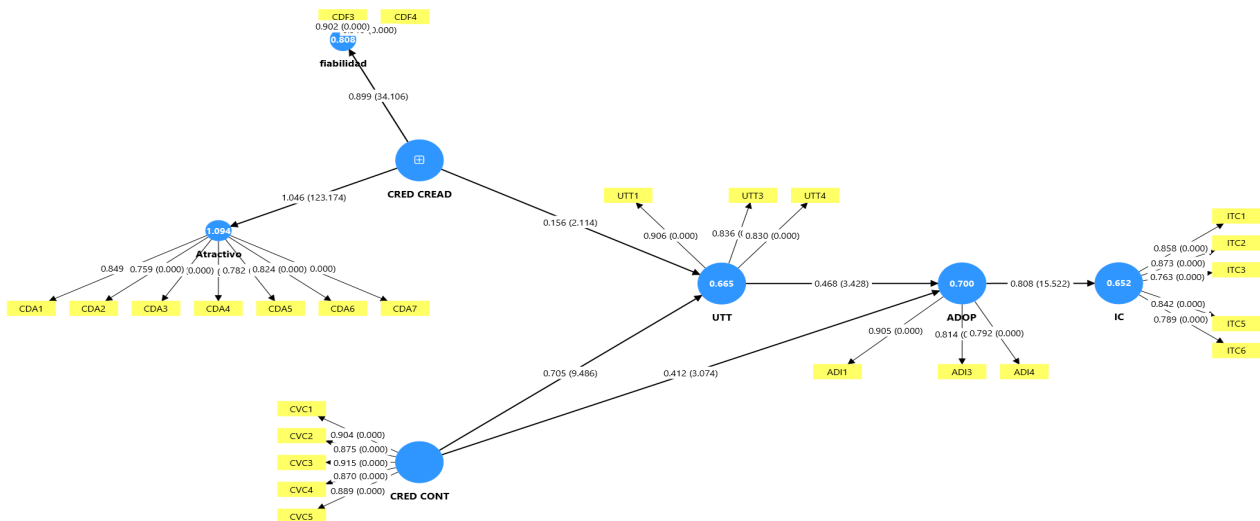 CDF3 CDF4
0.902 (0.000)
0.808
fiabilidad
0.899 (34.106)
CRED CREAD
1.046 (123.174)
UTT1 UTT3 UTT4
0.156 (2.114)
0.906 (0.000) 0.836 0.830 (0.000)
1.094
Atractivo
0.849 0.759 (0.000) (0.000) 0.782 0.824 (0.000) 0.000)
CDA1 CDA2 CDA3 CDA4 CDA5 CDA6 CDA7
0.665
UTT
0.468 (3.428)
0.700
ADOP
0.808 (15.522)
0.652
IC
ITC1
0.858 (0.000)
ITC2
0.873 (0.000)
ITC3
0.763 (0.000)
0.842 (0.000)
ITC5
0.789 (0.000)
ITC6
0.905 (0.000) 0.814 0.792 (0.000)
ADI1 ADI3 ADI4
0.705 (9.486)
0.412 (3.074)
CVC1
0.904 (0.000)
CVC2
0.875 (0.000)
CVC3 0.915 (0.000)
0.870 (0.000)
CVC4
0.889 (0.000)
CVC5
CRED CONT